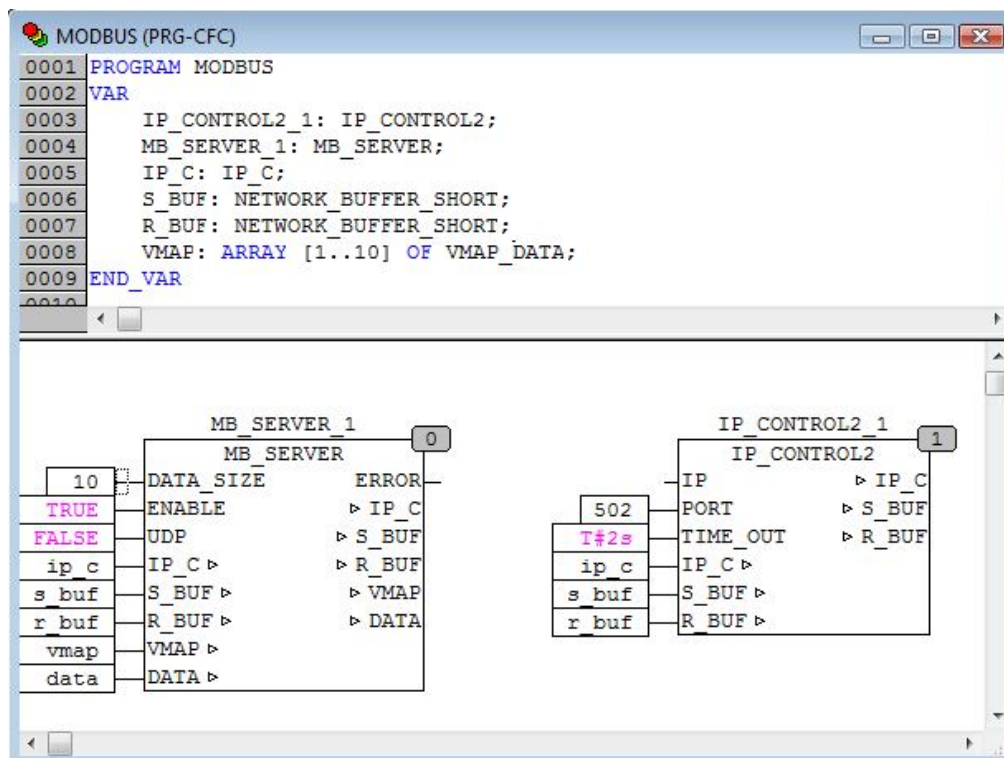 MODBUS (PRG-CFC)
0001 PROGRAM MODBUS
0002 VAR
0003 IP_CONTROL2_1: IP_CONTROL2;
0004 MB_SERVER_1: MB_SERVER;
0005 IP_C: IP_C;
0006 S_BUF: NETWORK_BUFFER_SHORT;
0007 R_BUF: NETWORK_BUFFER_SHORT;
0008 VMAP: ARRAY [1..10] OF VMAP_DATA;
0009 END_VAR
0010
MB_SERVER_1
0
MB_SERVER
10 DATA_SIZE ERROR
TRUE ENABLE IP_C
FALSE UDP S_BUF
ip_c IP_C R_BUF
s_buf S_BUF VMAP
r_buf R_BUF DATA
vmap VMAP
data DATA
IP_CONTROL2_1
1
IP_CONTROL2
IP IP_C
502 PORT S_BUF
T#2s TIME_OUT R_BUF
ip_c IP_C
s_buf S_BUF
r_buf R_BUF